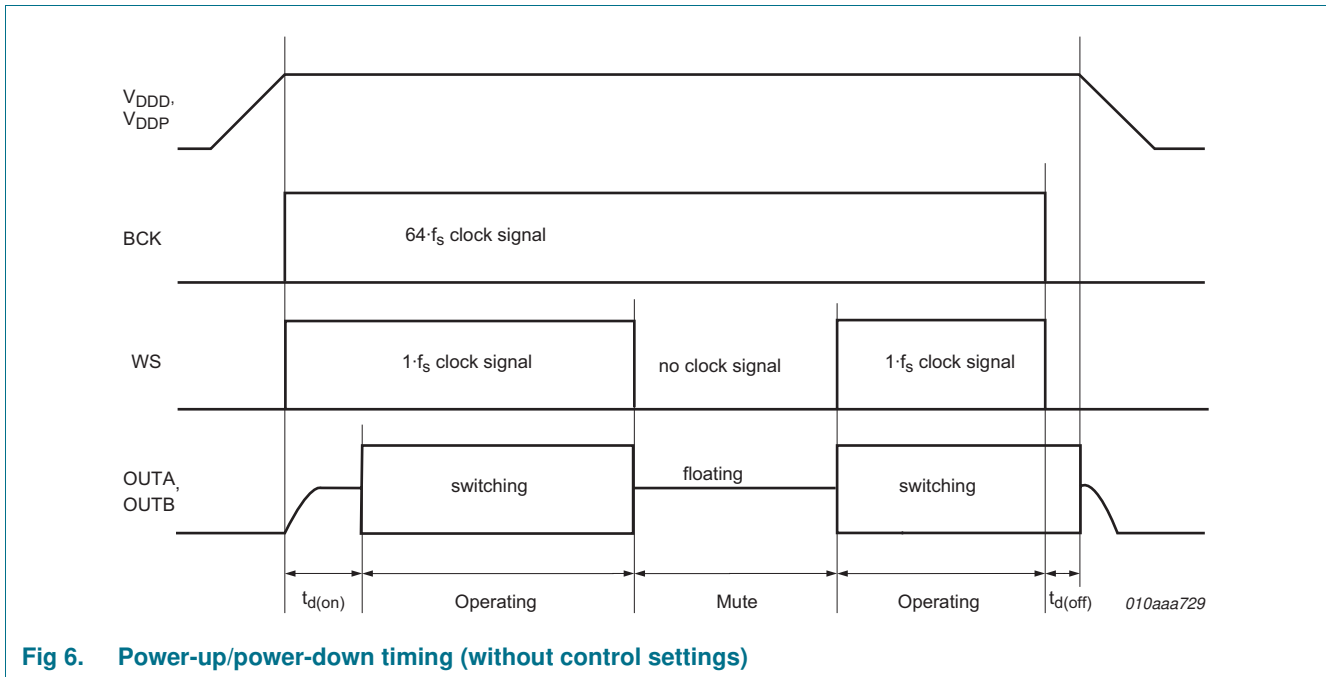 VDDD,
VDDP
BCK
64·fs clock signal
WS
1·fs clock signal
no clock signal
1·fs clock signal
OUTA,
OUTB
switching
floating
switching
td(on)
Operating
Mute
Operating
td(off)
010aaa729
Fig 6. Power-up/power-down timing (without control settings)